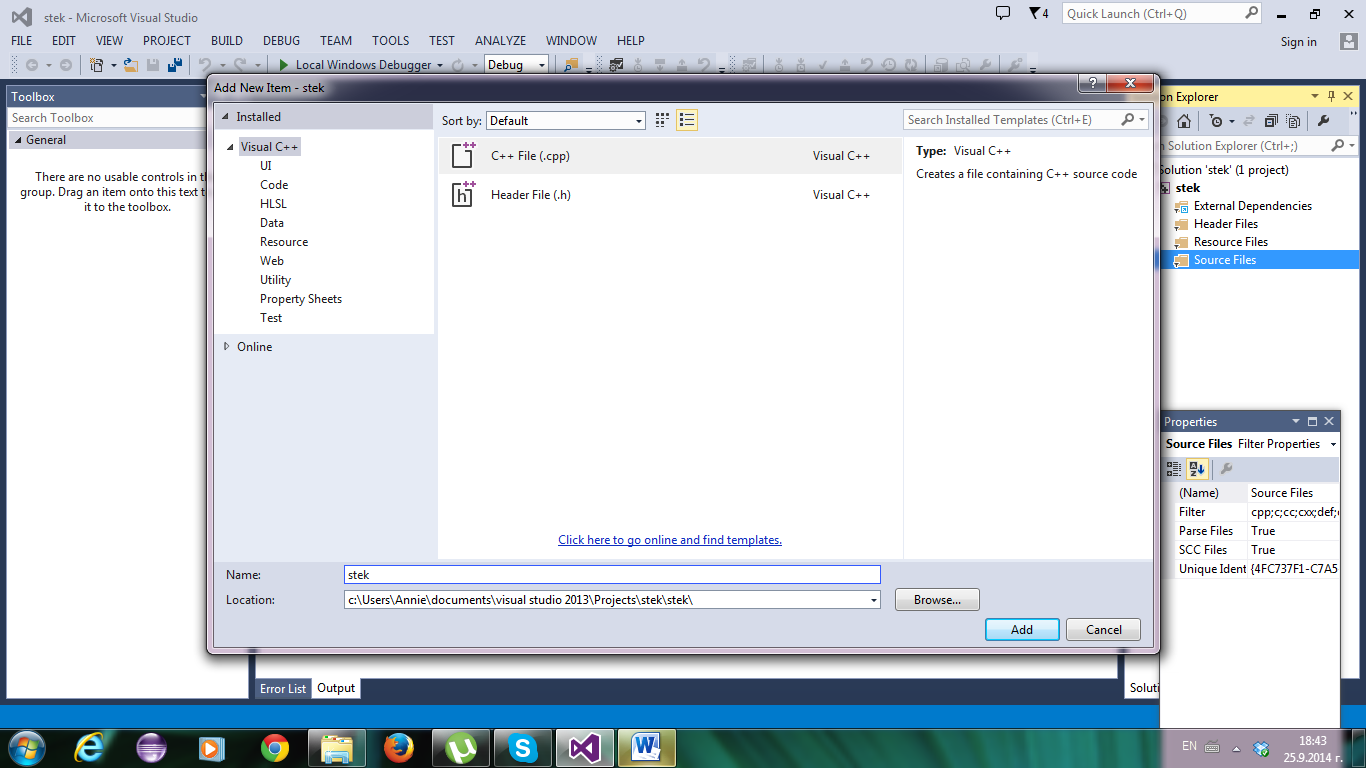 stek - Microsoft Visual Studio
4
Quick Launch (Ctrl+Q)
FILE EDIT VIEW PROJECT BUILD DEBUG TEAM TOOLS TEST ANALYZE WINDOW HELP
Sign in
Local Windows Debugger
Debug
Toolbox
Search Toolbox
General
There are no usable controls in th
group. Drag an item onto this text t
it to the toolbox.
Add New Item - stek
Installed
Visual C++
UI
Code
HLSL
Data
Resource
Web
Utility
Property Sheets
Test
Online
Sort by: Default
Search Installed Templates (Ctrl+E)
C++ File (.cpp) Visual C++
Header File (.h) Visual C++
Type: Visual C++
Creates a file containing C++ source code
Click here to go online and find templates.
Name: stek
Location: c:\Users\Annie\documents\visual studio 2013\Projects\stek\stek\
Browse...
Add Cancel
on Explorer
h Solution Explorer (Ctrl+;)
Solution 'stek' (1 project)
stek
External Dependencies
Header Files
Resource Files
Source Files
Properties
Source Files Filter Properties
(Name) Source Files
Filter cpp;c;cc;cxx;def;
Parse Files True
SCC Files True
Unique Ident {4FC737F1-C7A5
Error List Output
Soluti
EN
18:43
25.9.2014 г.